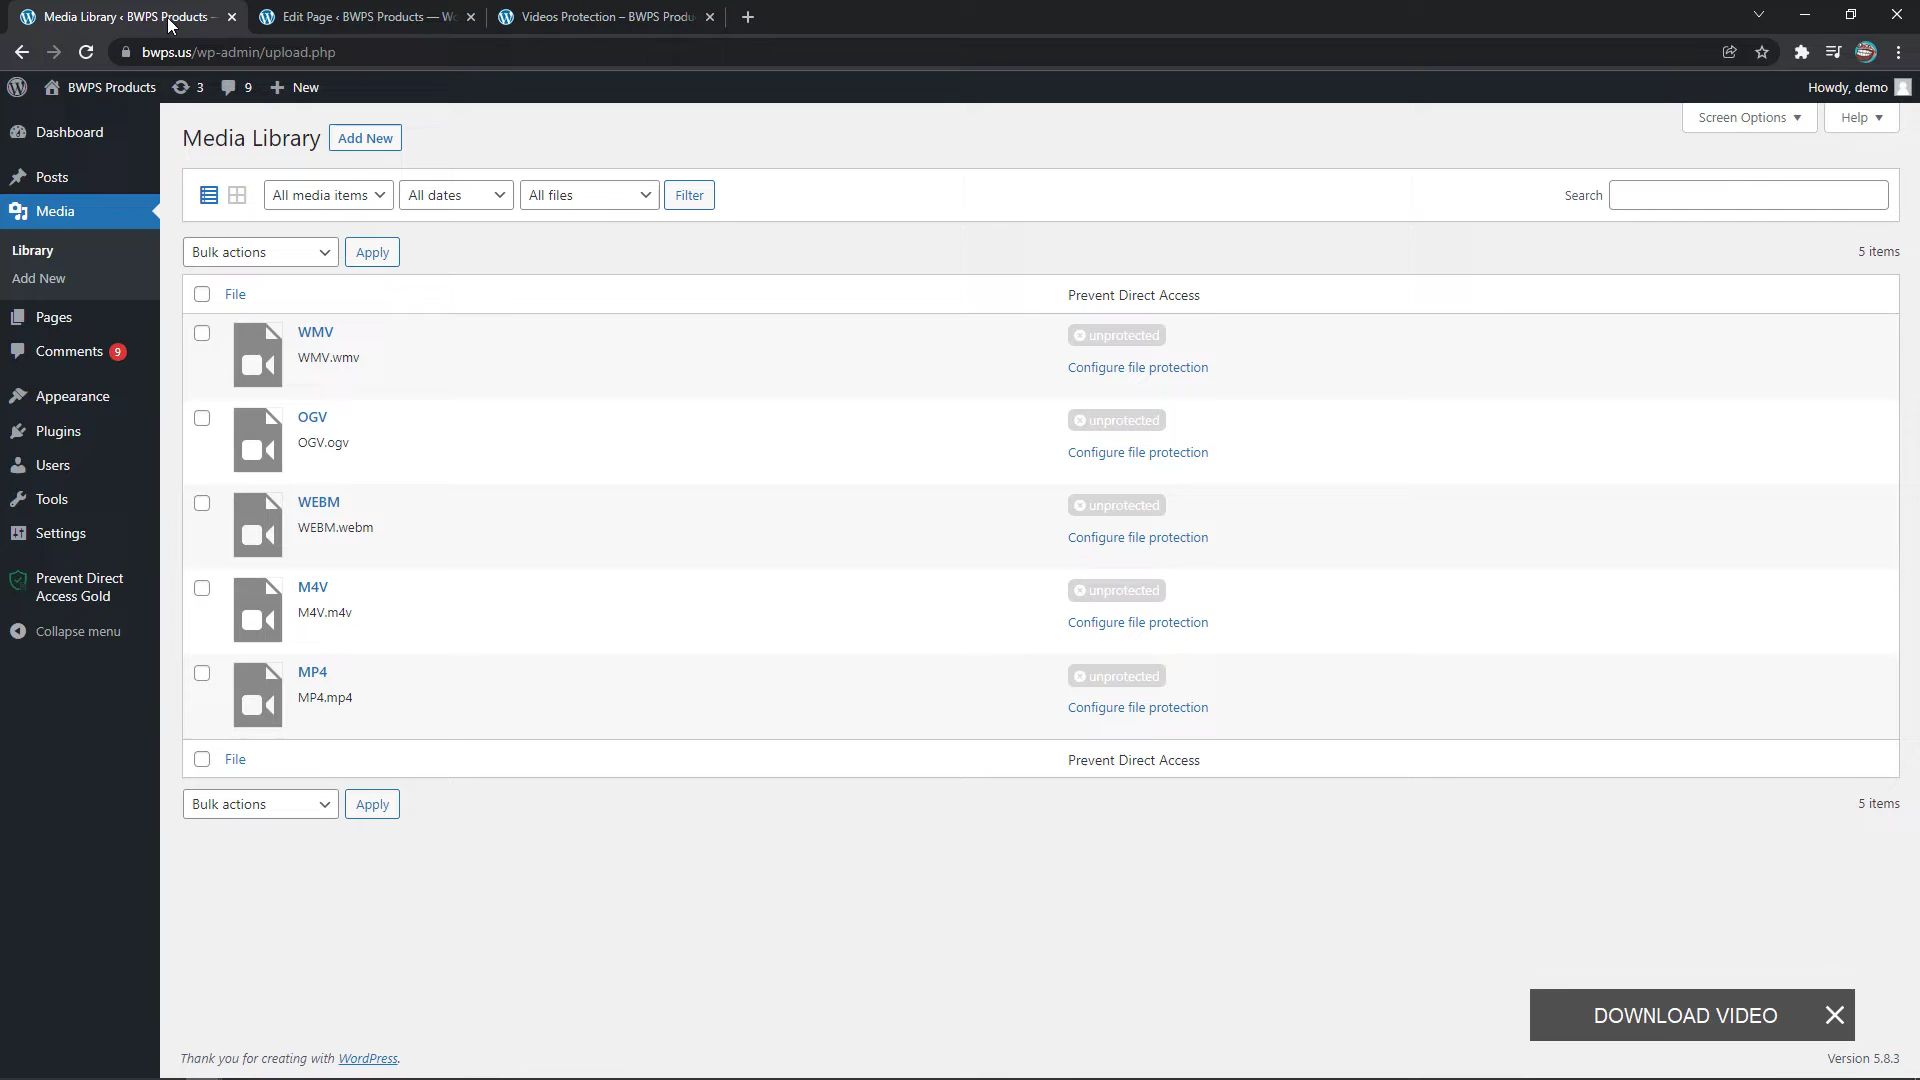 Media Library ‹ BWPS Products –
Edit Page ‹ BWPS Products — Wo
Videos Protection – BWPS Produ
bwps.us/wp-admin/upload.php
BWPS Products
3
9
New
Howdy, demo
Dashboard
Posts
Media
Library
Add New
Pages
Comments 9
Appearance
Plugins
Users
Tools
Settings
Prevent Direct
Access Gold
Collapse menu
Screen Options
Help
Media Library
Add New
All media items
All dates
All files
Filter
Search
Bulk actions
Apply
5 items
File
Prevent Direct Access
WMV
WMV.wmv
unprotected
Configure file protection
OGV
OGV.ogv
unprotected
Configure file protection
WEBM
WEBM.webm
unprotected
Configure file protection
M4V
M4V.m4v
unprotected
Configure file protection
MP4
MP4.mp4
unprotected
Configure file protection
File
Prevent Direct Access
Bulk actions
Apply
5 items
DOWNLOAD VIDEO
Thank you for creating with WordPress.
Version 5.8.3